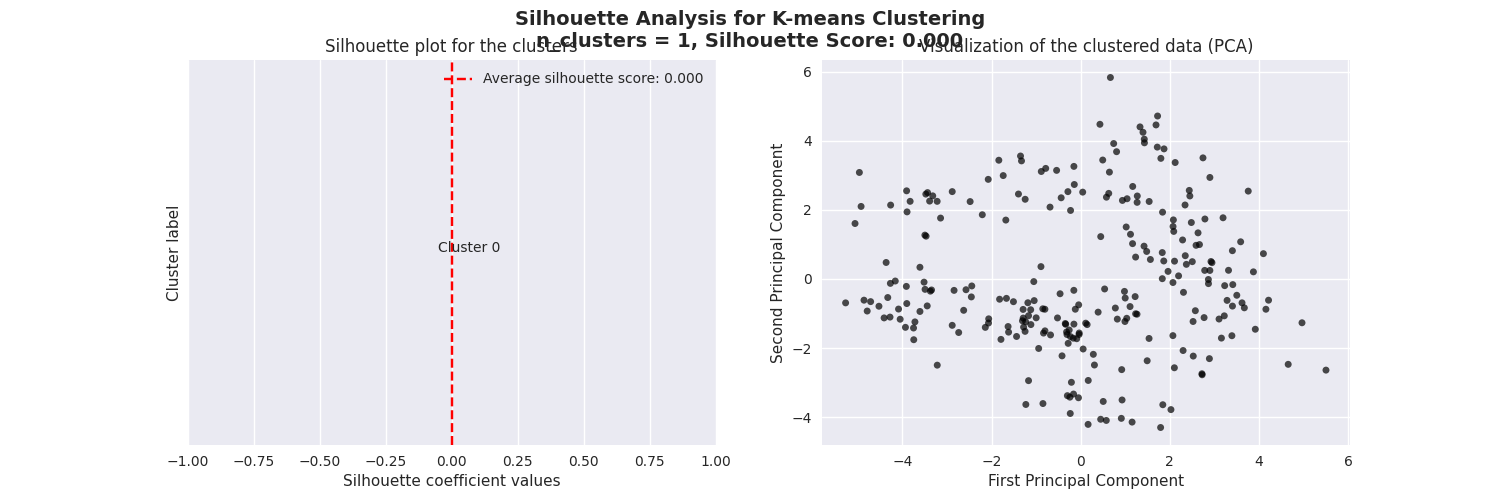 Silhouette Analysis for K-means Clustering
n_clusters = 1, Silhouette Score: 0.000
Silhouette plot for the clusters
Average silhouette score: 0.000
Cluster label
Cluster 0
−1.00 −0.75 −0.50 −0.25 0.00 0.25 0.50 0.75 1.00
Silhouette coefficient values
Visualization of the clustered data (PCA)
Second Principal Component
6
4
2
0
−2
−4
−4 −2 0 2 4 6
First Principal Component